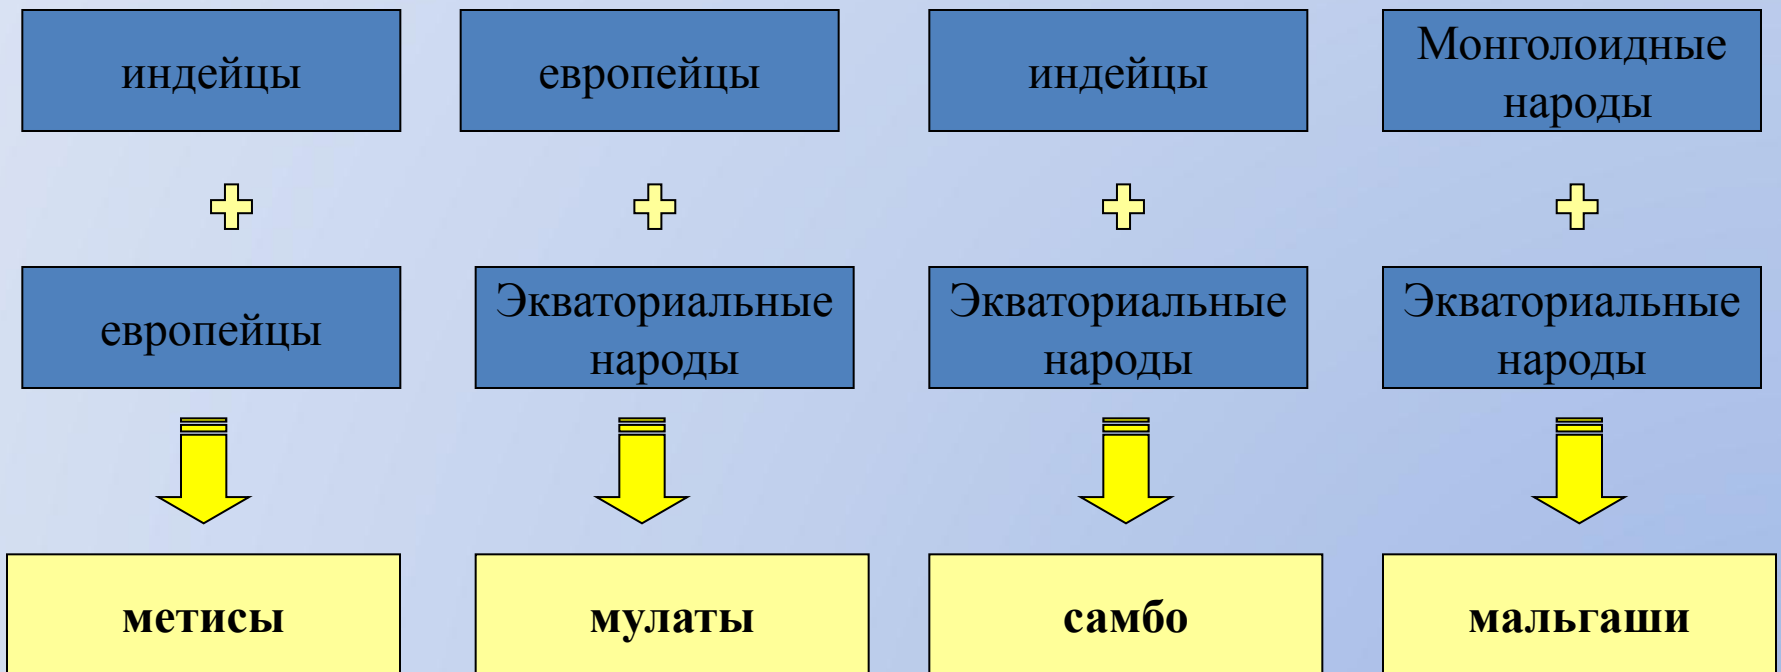 индейцы
европейцы
индейцы
Монголоидные
народы
европейцы
Экваториальные
народы
Экваториальные
народы
Экваториальные
народы
метисы
мулаты
самбо
мальгаши